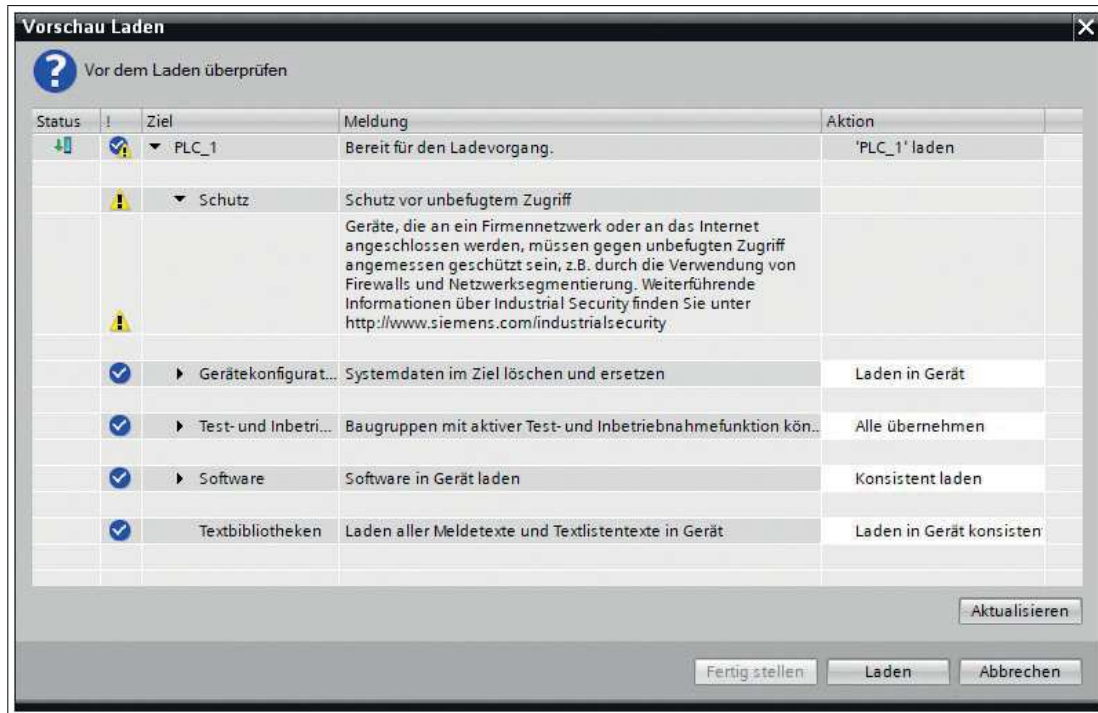 Vorschau Laden
Vor dem Laden überprüfen
Status ! Ziel Meldung Aktion
PLC_1 Bereit für den Ladevorgang. 'PLC_1' laden
Schutz Schutz vor unbefugtem Zugriff
Geräte, die an ein Firmennetzwerk oder an das Internet
angeschlossen werden, müssen gegen unbefugten Zugriff
angemessen geschützt sein, z.B. durch die Verwendung von
Firewalls und Netzwerksegmentierung. Weiterführende
Informationen über Industrial Security finden Sie unter
http://www.siemens.com/industrialsecurity
Gerätekonfigurat... Systemdaten im Ziel löschen und ersetzen Laden in Gerät
Test- und Inbetri... Baugruppen mit aktiver Test- und Inbetriebnahmefunktion kön.. Alle übernehmen
Software Software in Gerät laden Konsistent laden
Textbibliotheken Laden aller Meldetexte und Textlistentexte in Gerät Laden in Gerät konsisten
Aktualisieren
Fertig stellen Laden Abbrechen